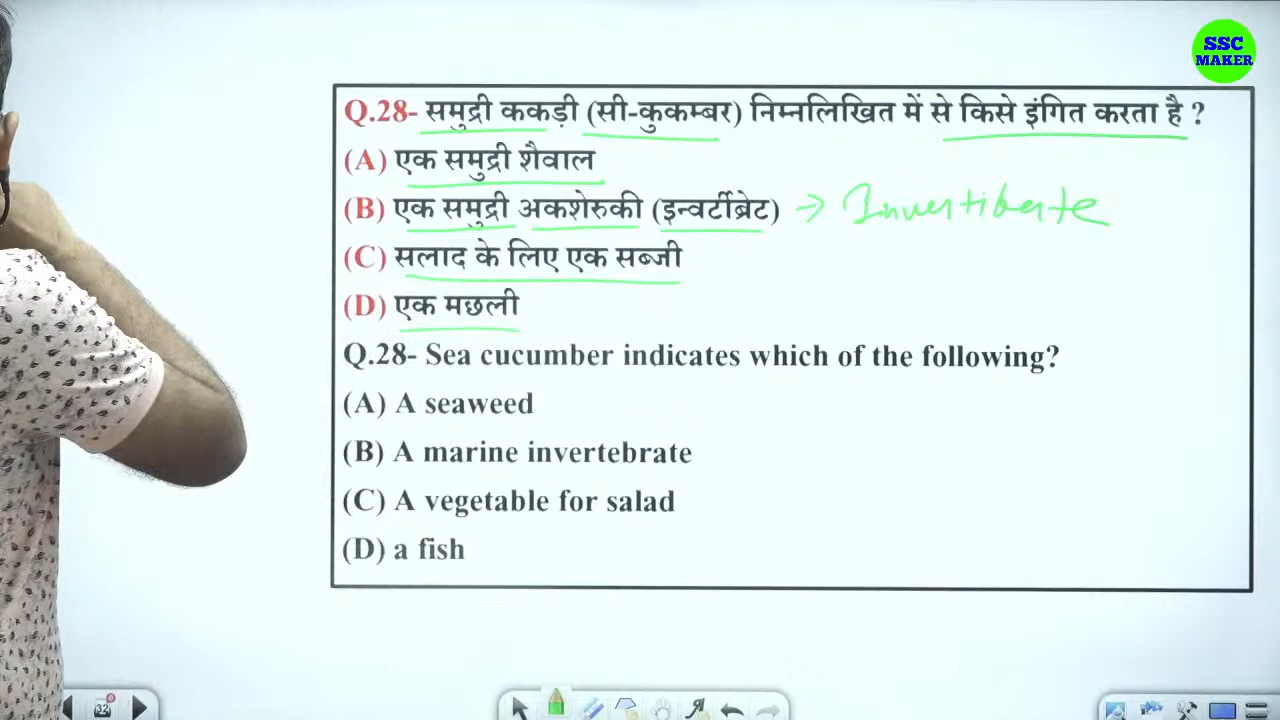 SSC
MAKER
Q.28- समुद्री ककड़ी (सी-कुकम्बर) निम्नलिखित में से किसे इंगित करता है ?
(A) एक समुद्री शैवाल
(B) एक समुद्री अकशेरुकी (इन्वर्टीब्रेट) → Invertiberte
(C) सलाद के लिए एक सब्जी
(D) एक मछली
Q.28- Sea cucumber indicates which of the following?
(A) A seaweed
(B) A marine invertebrate
(C) A vegetable for salad
(D) a fish
32